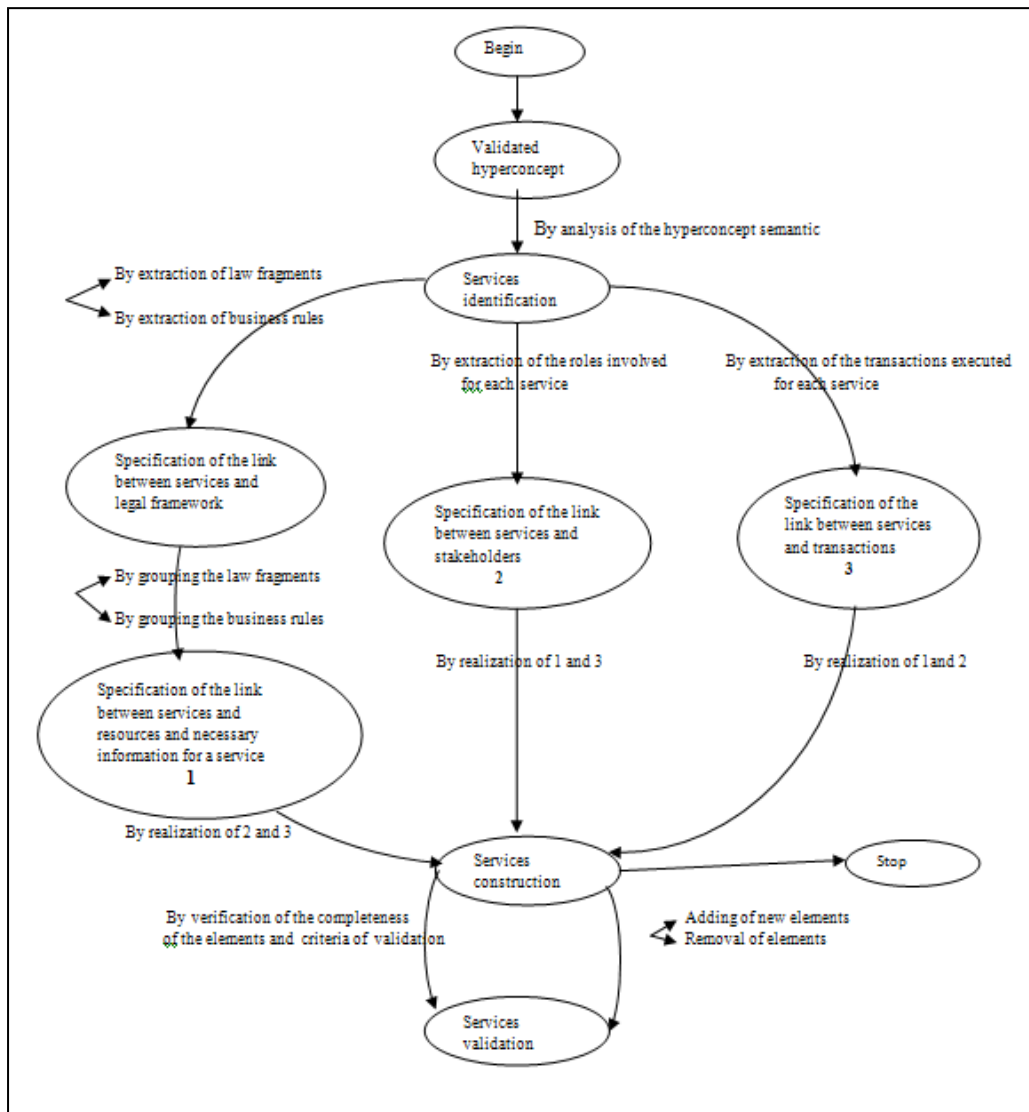 Begin
Validated
hyperconcept
By analysis of the hyperconcept semantic
Services
identification
By extraction of law fragments
By extraction of business rules
By extraction of the roles involved
for each service
By extraction of the transactions executed
for each service
Specification of the link
between services and
legal framework
Specification of the link
between services and
stakeholders
2
Specification of the
link between services
and transactions
3
By grouping the law fragments
By grouping the business rules
By realization of 1 and 3
By realization of 1 and 2
Specification of the link
between services and
resources and necessary
information for a service
1
By realization of 2 and 3
Services
construction
Stop
By verification of the completeness
of the elements and criteria of validation
Adding of new elements
Removal of elements
Services
validation